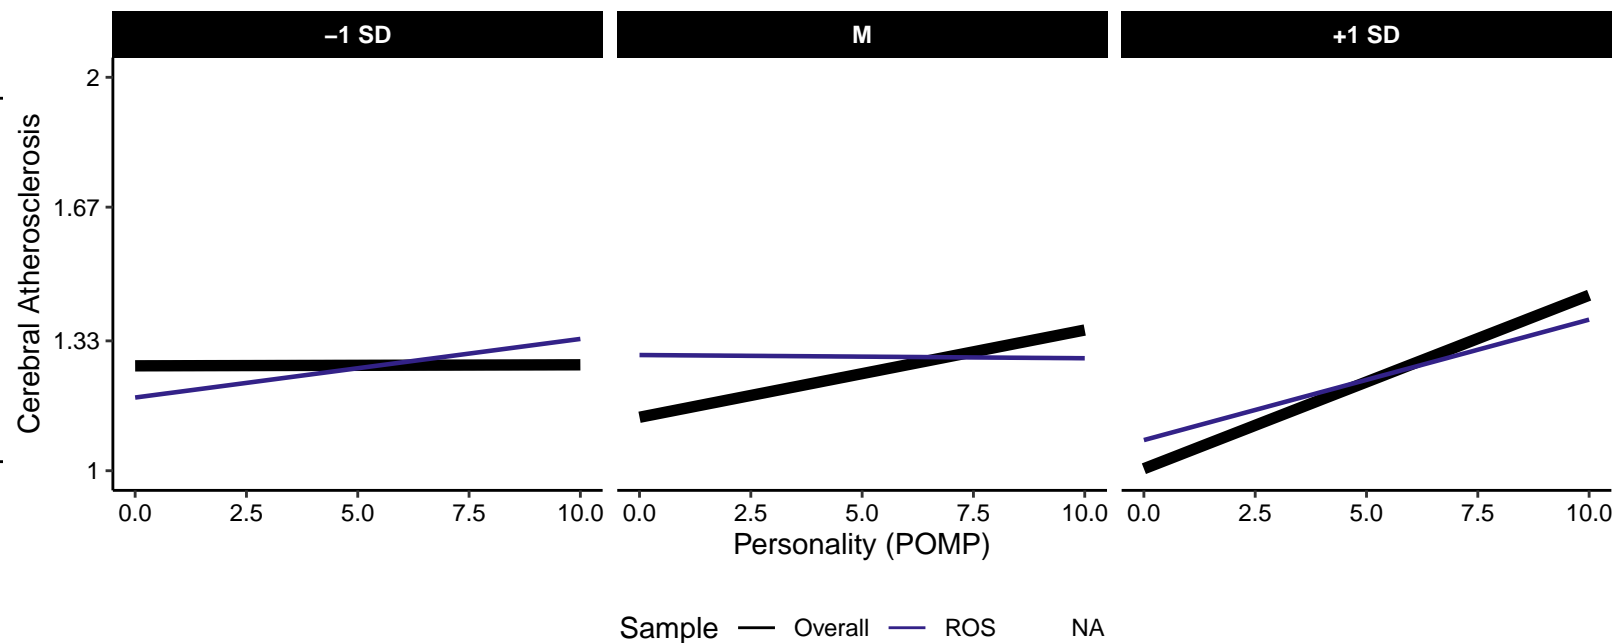 –1 SD M +1 SD
Cerebral Atherosclerosis
2
1.67
1.33
1
0.0 2.5 5.0 7.5 10.0 0.0 2.5 5.0 7.5 10.0 0.0 2.5 5.0 7.5 10.0
Personality (POMP)
Sample Overall ROS NA